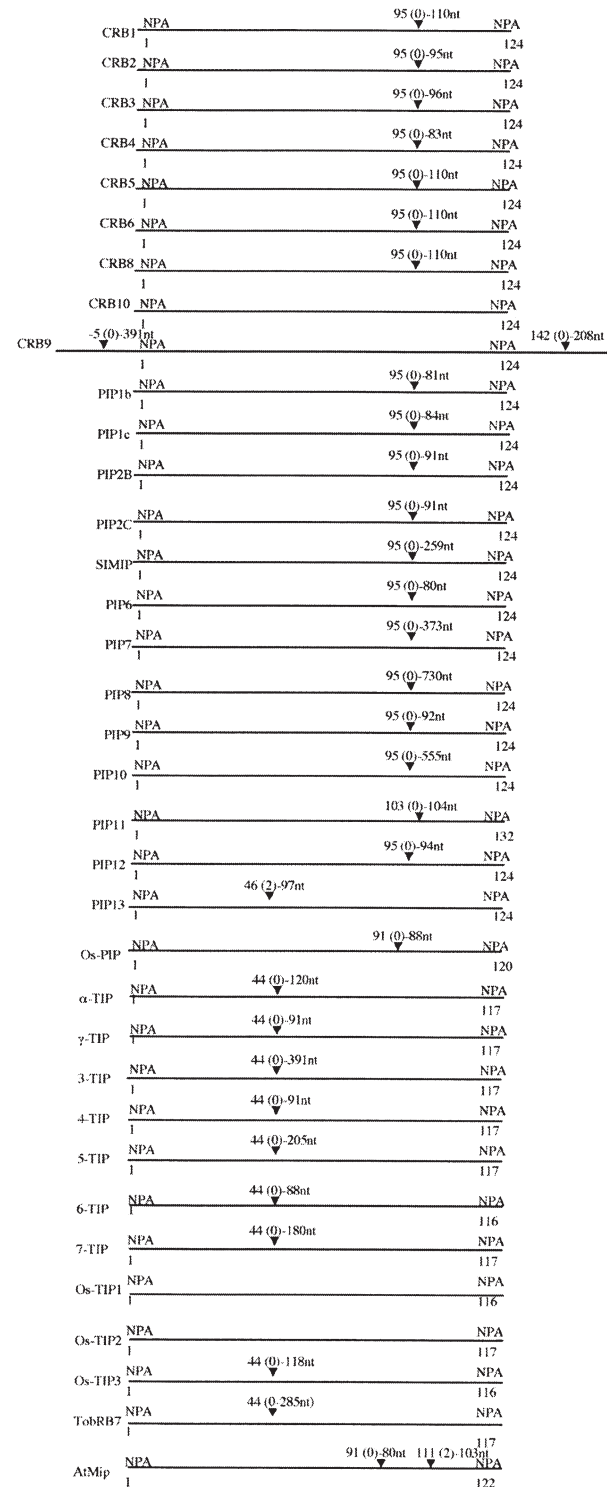 95 (0)-110nt
CRB1 NPA NPA
1 124
95 (0)-95nt
CRB2 NPA NPA
1 124
95 (0)-96nt
CRB3 NPA NPA
1 124
95 (0)-83nt
CRB4 NPA NPA
1 124
95 (0)-110nt
CRB5 NPA NPA
1 124
95 (0)-110nt
CRB6 NPA NPA
1 124
95 (0)-110nt
CRB8 NPA NPA
1 124
CRB10 NPA NPA
1 124
-5 (0)-391nt 142 (0)-208nt
CRB9 NPA NPA
1 124
95 (0)-81nt
PIP1b NPA NPA
1 124
95 (0)-84nt
PIP1c NPA NPA
1 124
95 (0)-91nt
PIP2B NPA NPA
1 124
95 (0)-91nt
PIP2C NPA NPA
1 124
95 (0)-259nt
SIMIP NPA NPA
1 124
95 (0)-80nt
PIP6 NPA NPA
1 124
95 (0)-373nt
PIP7 NPA NPA
1 124
95 (0)-730nt
PIP8 NPA NPA
1 124
95 (0)-92nt
PIP9 NPA NPA
1 124
95 (0)-555nt
PIP10 NPA NPA
1 124
103 (0)-104nt
PIP11 NPA NPA
1 132
95 (0)-94nt
PIP12 NPA NPA
1 124
46 (2)-97nt
PIP13 NPA NPA
1 124
91 (0)-88nt
Os-PIP NPA NPA
1 120
44 (0)-120nt
α-TIP NPA NPA
1 117
44 (0)-91nt
γ-TIP NPA NPA
1 117
44 (0)-391nt
3-TIP NPA NPA
1 117
44 (0)-91nt
4-TIP NPA NPA
1 117
44 (0)-205nt
5-TIP NPA NPA
1 117
44 (0)-88nt
6-TIP NPA NPA
1 116
44 (0)-180nt
7-TIP NPA NPA
1 117
Os-TIP1 NPA NPA
1 116
Os-TIP2 NPA NPA
1 117
44 (0)-118nt
Os-TIP3 NPA NPA
1 116
44 (0-285nt)
TobRB7 NPA NPA
1 117
91 (0)-80nt 111 (2)-103nt
AtMip NPA NPA
1 122